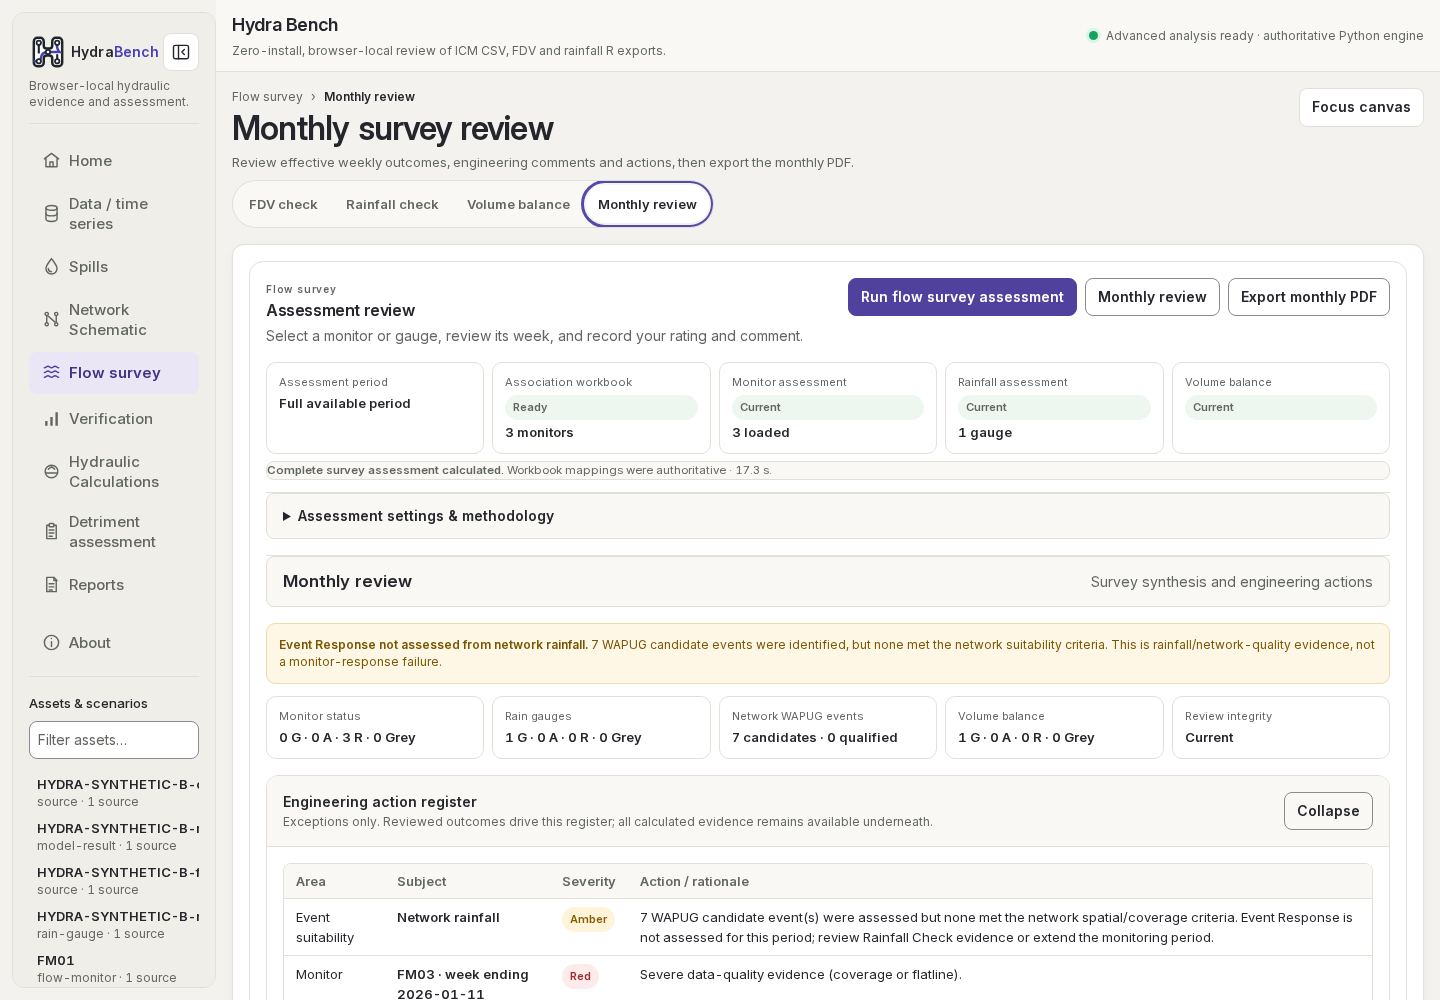 HydraBench
Browser-local hydraulic
evidence and assessment.
Home
Data / time
series
Spills
Network
Schematic
Flow survey
Verification
Hydraulic
Calculations
Detriment
assessment
Reports
About
Assets & scenarios
Filter assets...
HYDRA-SYNTHETIC-B-
source · 1 source
HYDRA-SYNTHETIC-B-
model-result · 1 source
HYDRA-SYNTHETIC-B-
source · 1 source
HYDRA-SYNTHETIC-B-
rain-gauge · 1 source
FM01
flow-monitor · 1 source
Hydra Bench
Zero-install, browser-local review of ICM CSV, FDV and rainfall R exports.
Advanced analysis ready · authoritative Python engine
Flow survey › Monthly review
Monthly survey review
Review effective weekly outcomes, engineering comments and actions, then export the monthly PDF.
Focus canvas
FDV check Rainfall check Volume balance Monthly review
Flow survey
Assessment review
Select a monitor or gauge, review its week, and record your rating and comment.
Run flow survey assessment Monthly review Export monthly PDF
Assessment period
Full available period
Association workbook
Ready
3 monitors
Monitor assessment
Current
3 loaded
Rainfall assessment
Current
1 gauge
Volume balance
Current
Complete survey assessment calculated. Workbook mappings were authoritative · 17.3 s.
Assessment settings & methodology
Monthly review Survey synthesis and engineering actions
Event Response not assessed from network rainfall. 7 WAPUG candidate events were identified, but none met the network suitability criteria. This is rainfall/network-quality evidence, not
a monitor-response failure.
Monitor status
0 G · 0 A · 3 R · 0 Grey
Rain gauges
1 G · 0 A · 0 R · 0 Grey
Network WAPUG events
7 candidates · 0 qualified
Volume balance
1 G · 0 A · 0 R · 0 Grey
Review integrity
Current
Engineering action register
Exceptions only. Reviewed outcomes drive this register; all calculated evidence remains available underneath.
Collapse
Area Subject Severity Action / rationale
Event
suitability
Network rainfall
Amber
7 WAPUG candidate event(s) were assessed but none met the network spatial/coverage criteria. Event Response is
not assessed for this period; review Rainfall Check evidence or extend the monitoring period.
Monitor
FM03 · week ending
2026-01-11
Red
Severe data-quality evidence (coverage or flatline).